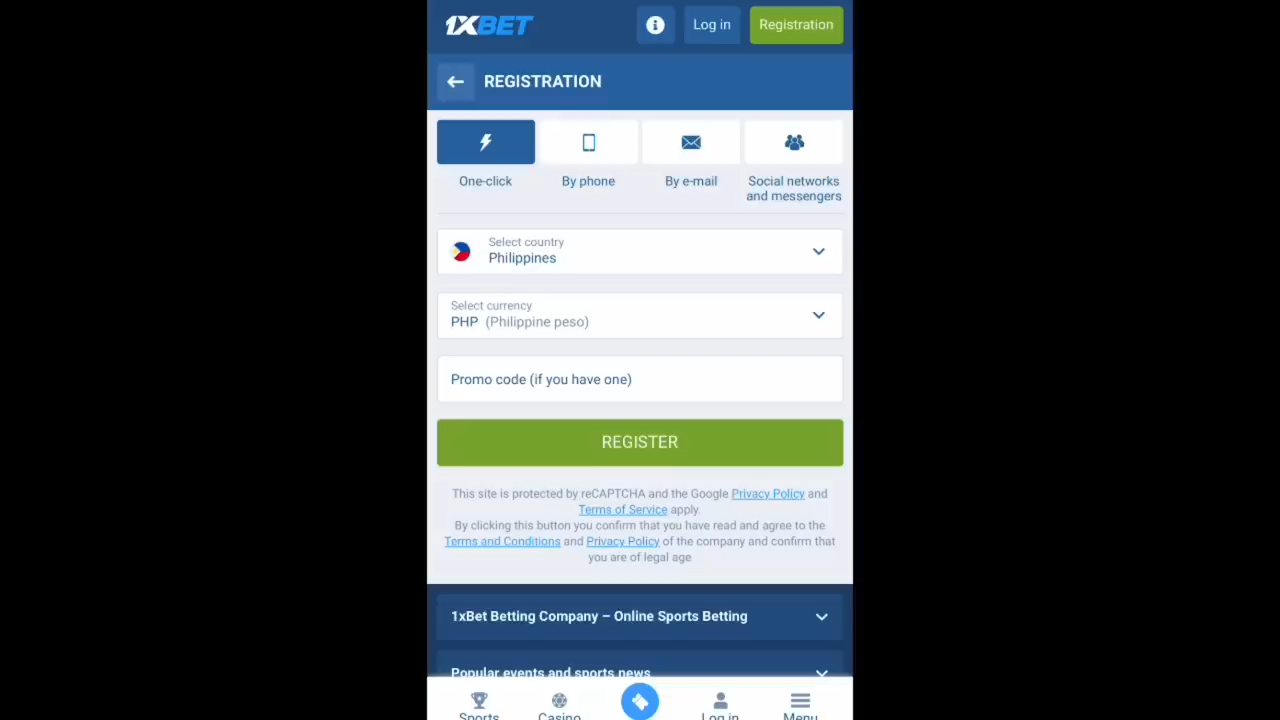 1XBET
Log in
Registration
REGISTRATION
One-click
By phone
By e-mail
Social networks
and messengers
Select country
Philippines
Select currency
PHP (Philippine peso)
Promo code (if you have one)
REGISTER
This site is protected by reCAPTCHA and the Google Privacy Policy and
Terms of Service apply.
By clicking this button you confirm that you have read and agree to the
Terms and Conditions and Privacy Policy of the company and confirm that
you are of legal age
1xBet Betting Company – Online Sports Betting
Popular events and sports news
Sports
Casino
Log in
Menu